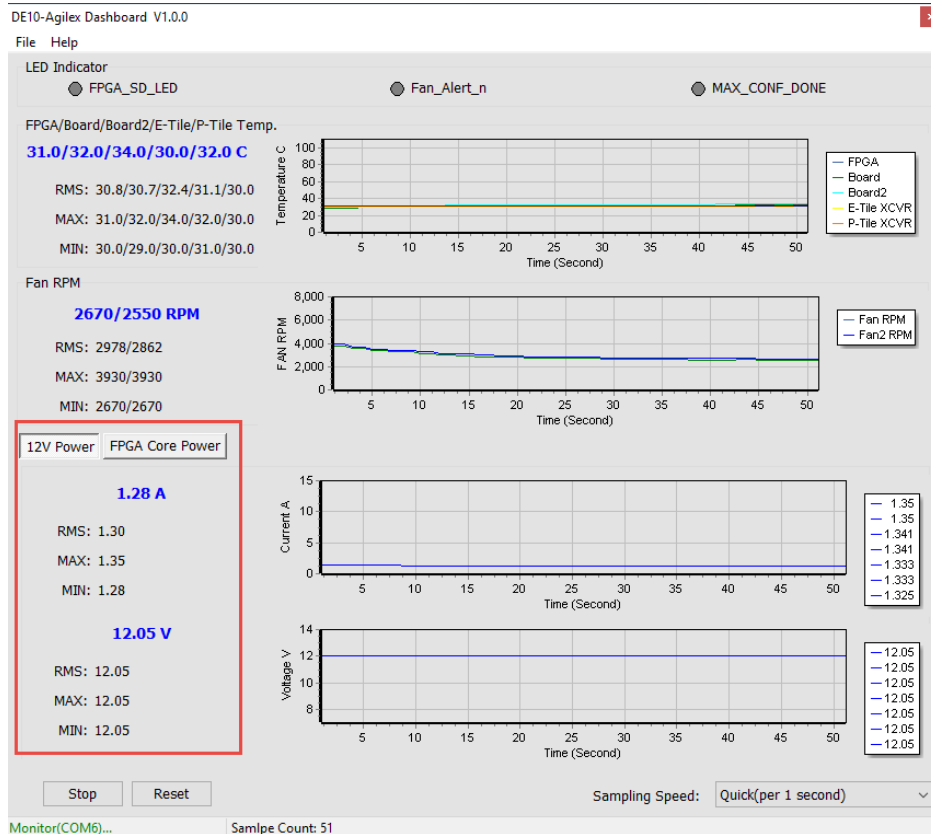 DE10-Agilex Dashboard V1.0.0
File Help
LED Indicator
FPGA_SD_LED Fan_Alert_n MAX_CONF_DONE
FPGA/Board/Board2/E-Tile/P-Tile Temp.
31.0/32.0/34.0/30.0/32.0 C
RMS: 30.8/30.7/32.4/31.1/30.0
MAX: 31.0/32.0/34.0/32.0/30.0
MIN: 30.0/29.0/30.0/31.0/30.0
Temperature C
100
80
60
40
20
0
5 10 15 20 25 30 35 40 45 50
Time (Second)
FPGA
Board
Board2
E-Tile XCVR
P-Tile XCVR
Fan RPM
2670/2550 RPM
RMS: 2978/2862
MAX: 3930/3930
MIN: 2670/2670
FAN RPM
8,000
6,000
4,000
2,000
0
5 10 15 20 25 30 35 40 45 50
Time (Second)
Fan RPM
Fan2 RPM
12V Power FPGA Core Power
1.28 A
RMS: 1.30
MAX: 1.35
MIN: 1.28
Current A
15
10
5
0
5 10 15 20 25 30 35 40 45 50
Time (Second)
1.35
1.35
1.341
1.341
1.333
1.333
1.325
12.05 V
RMS: 12.05
MAX: 12.05
MIN: 12.05
Voltage V
14
12
10
8
5 10 15 20 25 30 35 40 45 50
Time (Second)
12.05
12.05
12.05
12.05
12.05
12.05
12.05
Stop Reset Sampling Speed: Quick(per 1 second)
Monitor(COM6)... Samlpe Count: 51